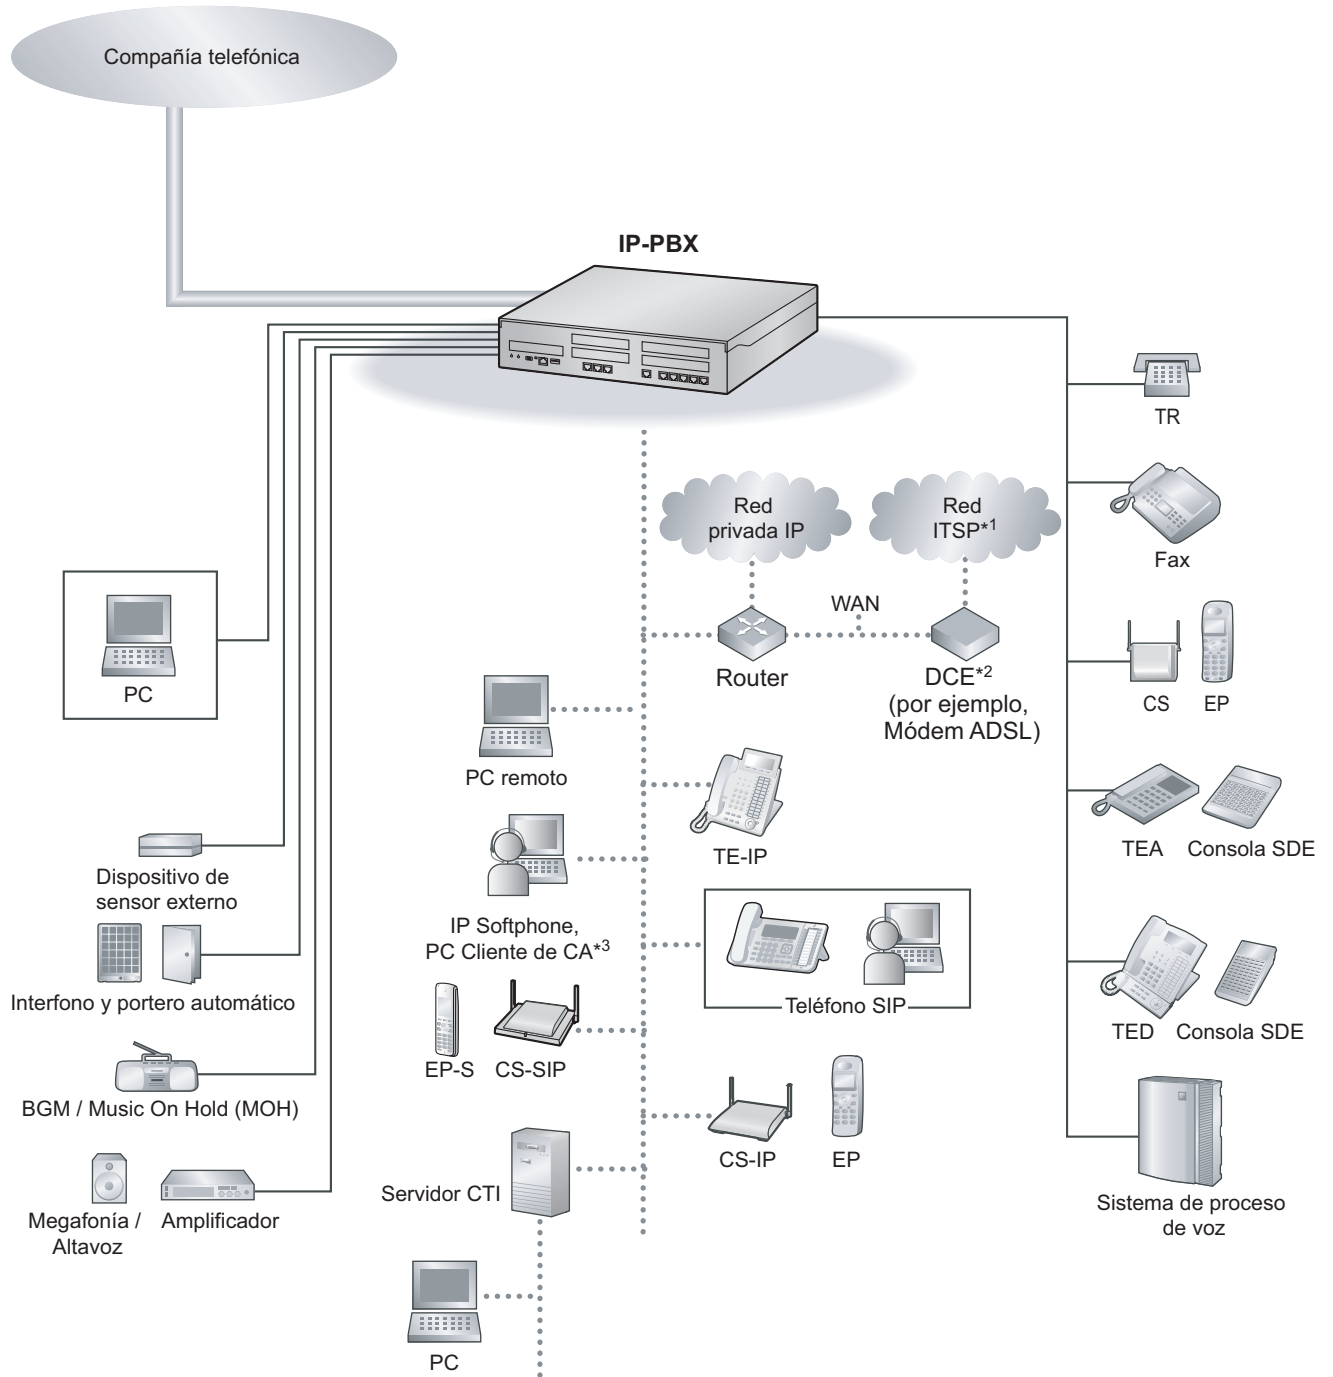 Compañía telefónica
IP-PBX
TR
Red
privada IP
Red
ITSP*1
Fax
WAN
PC
Router
DCE*2
(por ejemplo,
Módem ADSL)
CS
EP
PC remoto
TE-IP
TEA
Consola SDE
Dispositivo de
sensor externo
IP Softphone,
PC Cliente de CA*3
Interfono y portero automático
Teléfono SIP
TED
Consola SDE
EP-S
CS-SIP
BGM / Music On Hold (MOH)
CS-IP
EP
Servidor CTI
Sistema de proceso
de voz
Megafonía /
Altavoz
Amplificador
PC